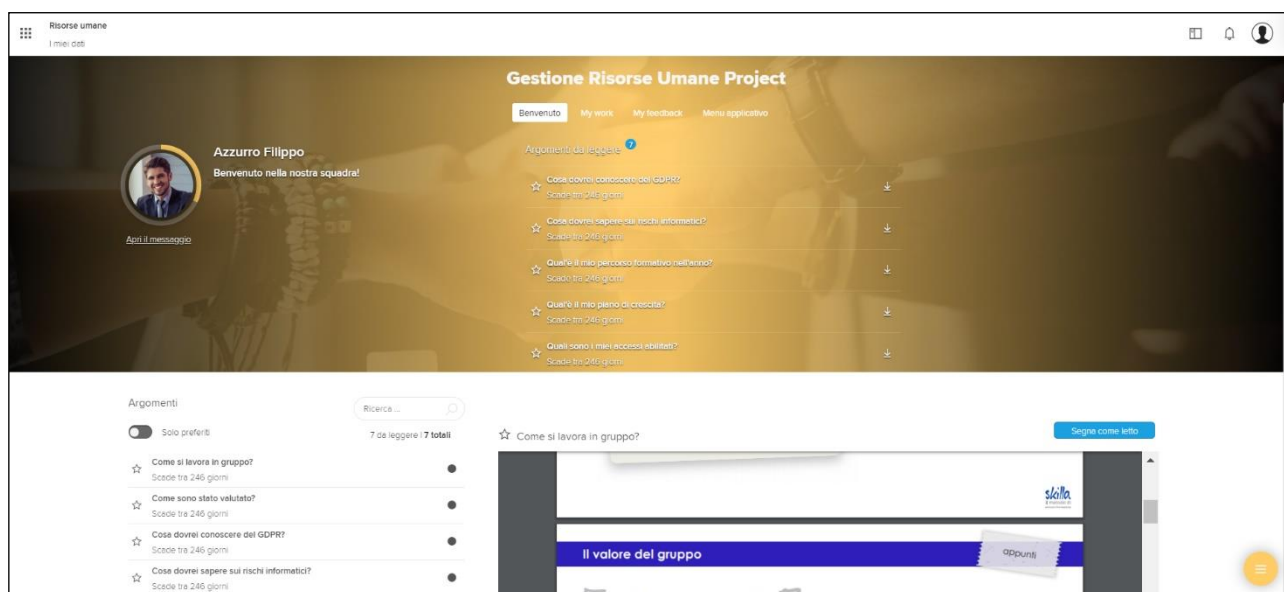 Risorse umane
I miei dati
Gestione Risorse Umane Project
Benvenuto My work My feedback Menu applicativo
Azzurro Filippo
Benvenuto nella nostra squadra!
Apri il messaggio
Argomenti da leggere 7
Cosa dovrei conoscere del GDPR?
Scade tra 246 giorni
Cosa dovrei sapere sui rischi informatici?
Scade tra 246 giorni
Qual'è il mio percorso formativo nell'anno?
Scade tra 246 giorni
Qual'è il mio piano di crescita?
Scade tra 246 giorni
Quali sono i miei accessi abilitati?
Scade tra 246 giorni
Argomenti
Ricerca ...
Solo preferiti
7 da leggere | 7 totali
Come si lavora in gruppo?
Scade tra 246 giorni
Come sono stato valutato?
Scade tra 246 giorni
Cosa dovrei conoscere del GDPR?
Scade tra 246 giorni
Cosa dovrei sapere sui rischi informatici?
Scade tra 246 giorni
Come si lavora in gruppo?
Segna come letto
skilla
Il valore del gruppo
appunti